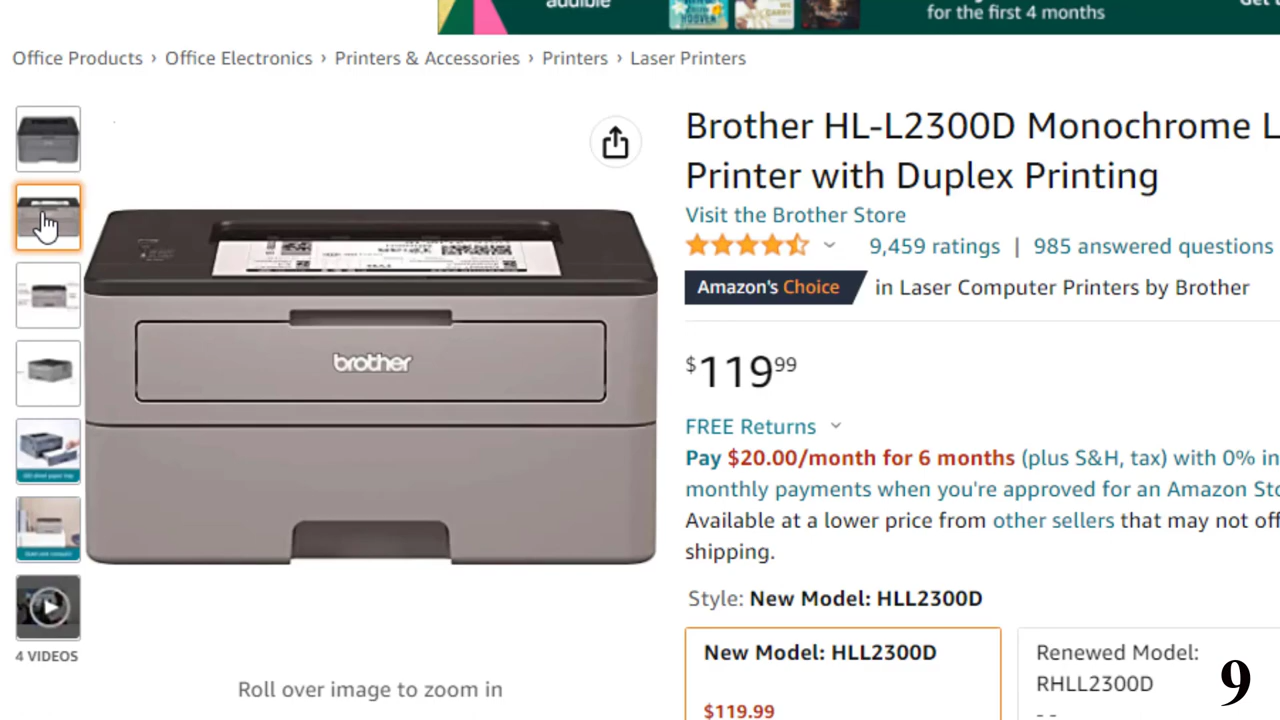 audible
for the first 4 months
Office Products › Office Electronics › Printers & Accessories › Printers › Laser Printers
Brother HL-L2300D Monochrome L
Printer with Duplex Printing
Visit the Brother Store
9,459 ratings | 985 answered questions
Amazon's Choice in Laser Computer Printers by Brother
$119.99
FREE Returns
Pay $20.00/month for 6 months (plus S&H, tax) with 0% in
monthly payments when you're approved for an Amazon Sto
Available at a lower price from other sellers that may not off
shipping.
Style: New Model: HLL2300D
New Model: HLL2300D
$119.99
Renewed Model:
RHLL2300D
--
brother
4 VIDEOS
Roll over image to zoom in
9